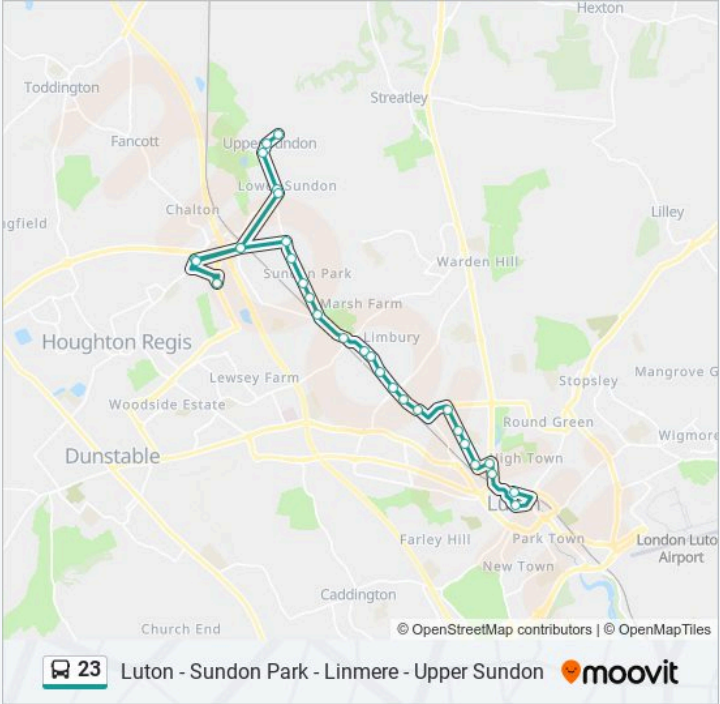 Hexton
Toddington
Streatley
Fancott
Upper Sundon
Lower Sundon
Chalton
Lilley
ngfield
Warden Hill
Sundon Park
Marsh Farm
Houghton Regis
Limbury
Lewsey Farm
Mangrove G
Stopsley
Woodside Estate
Round Green
Wigmore
Dunstable
High Town
Luton
Farley Hill
Park Town
London Luto
Airport
New Town
Caddington
Church End
© OpenStreetMap contributors | © OpenMapTiles
23 Luton - Sundon Park - Linmere - Upper Sundon moovit